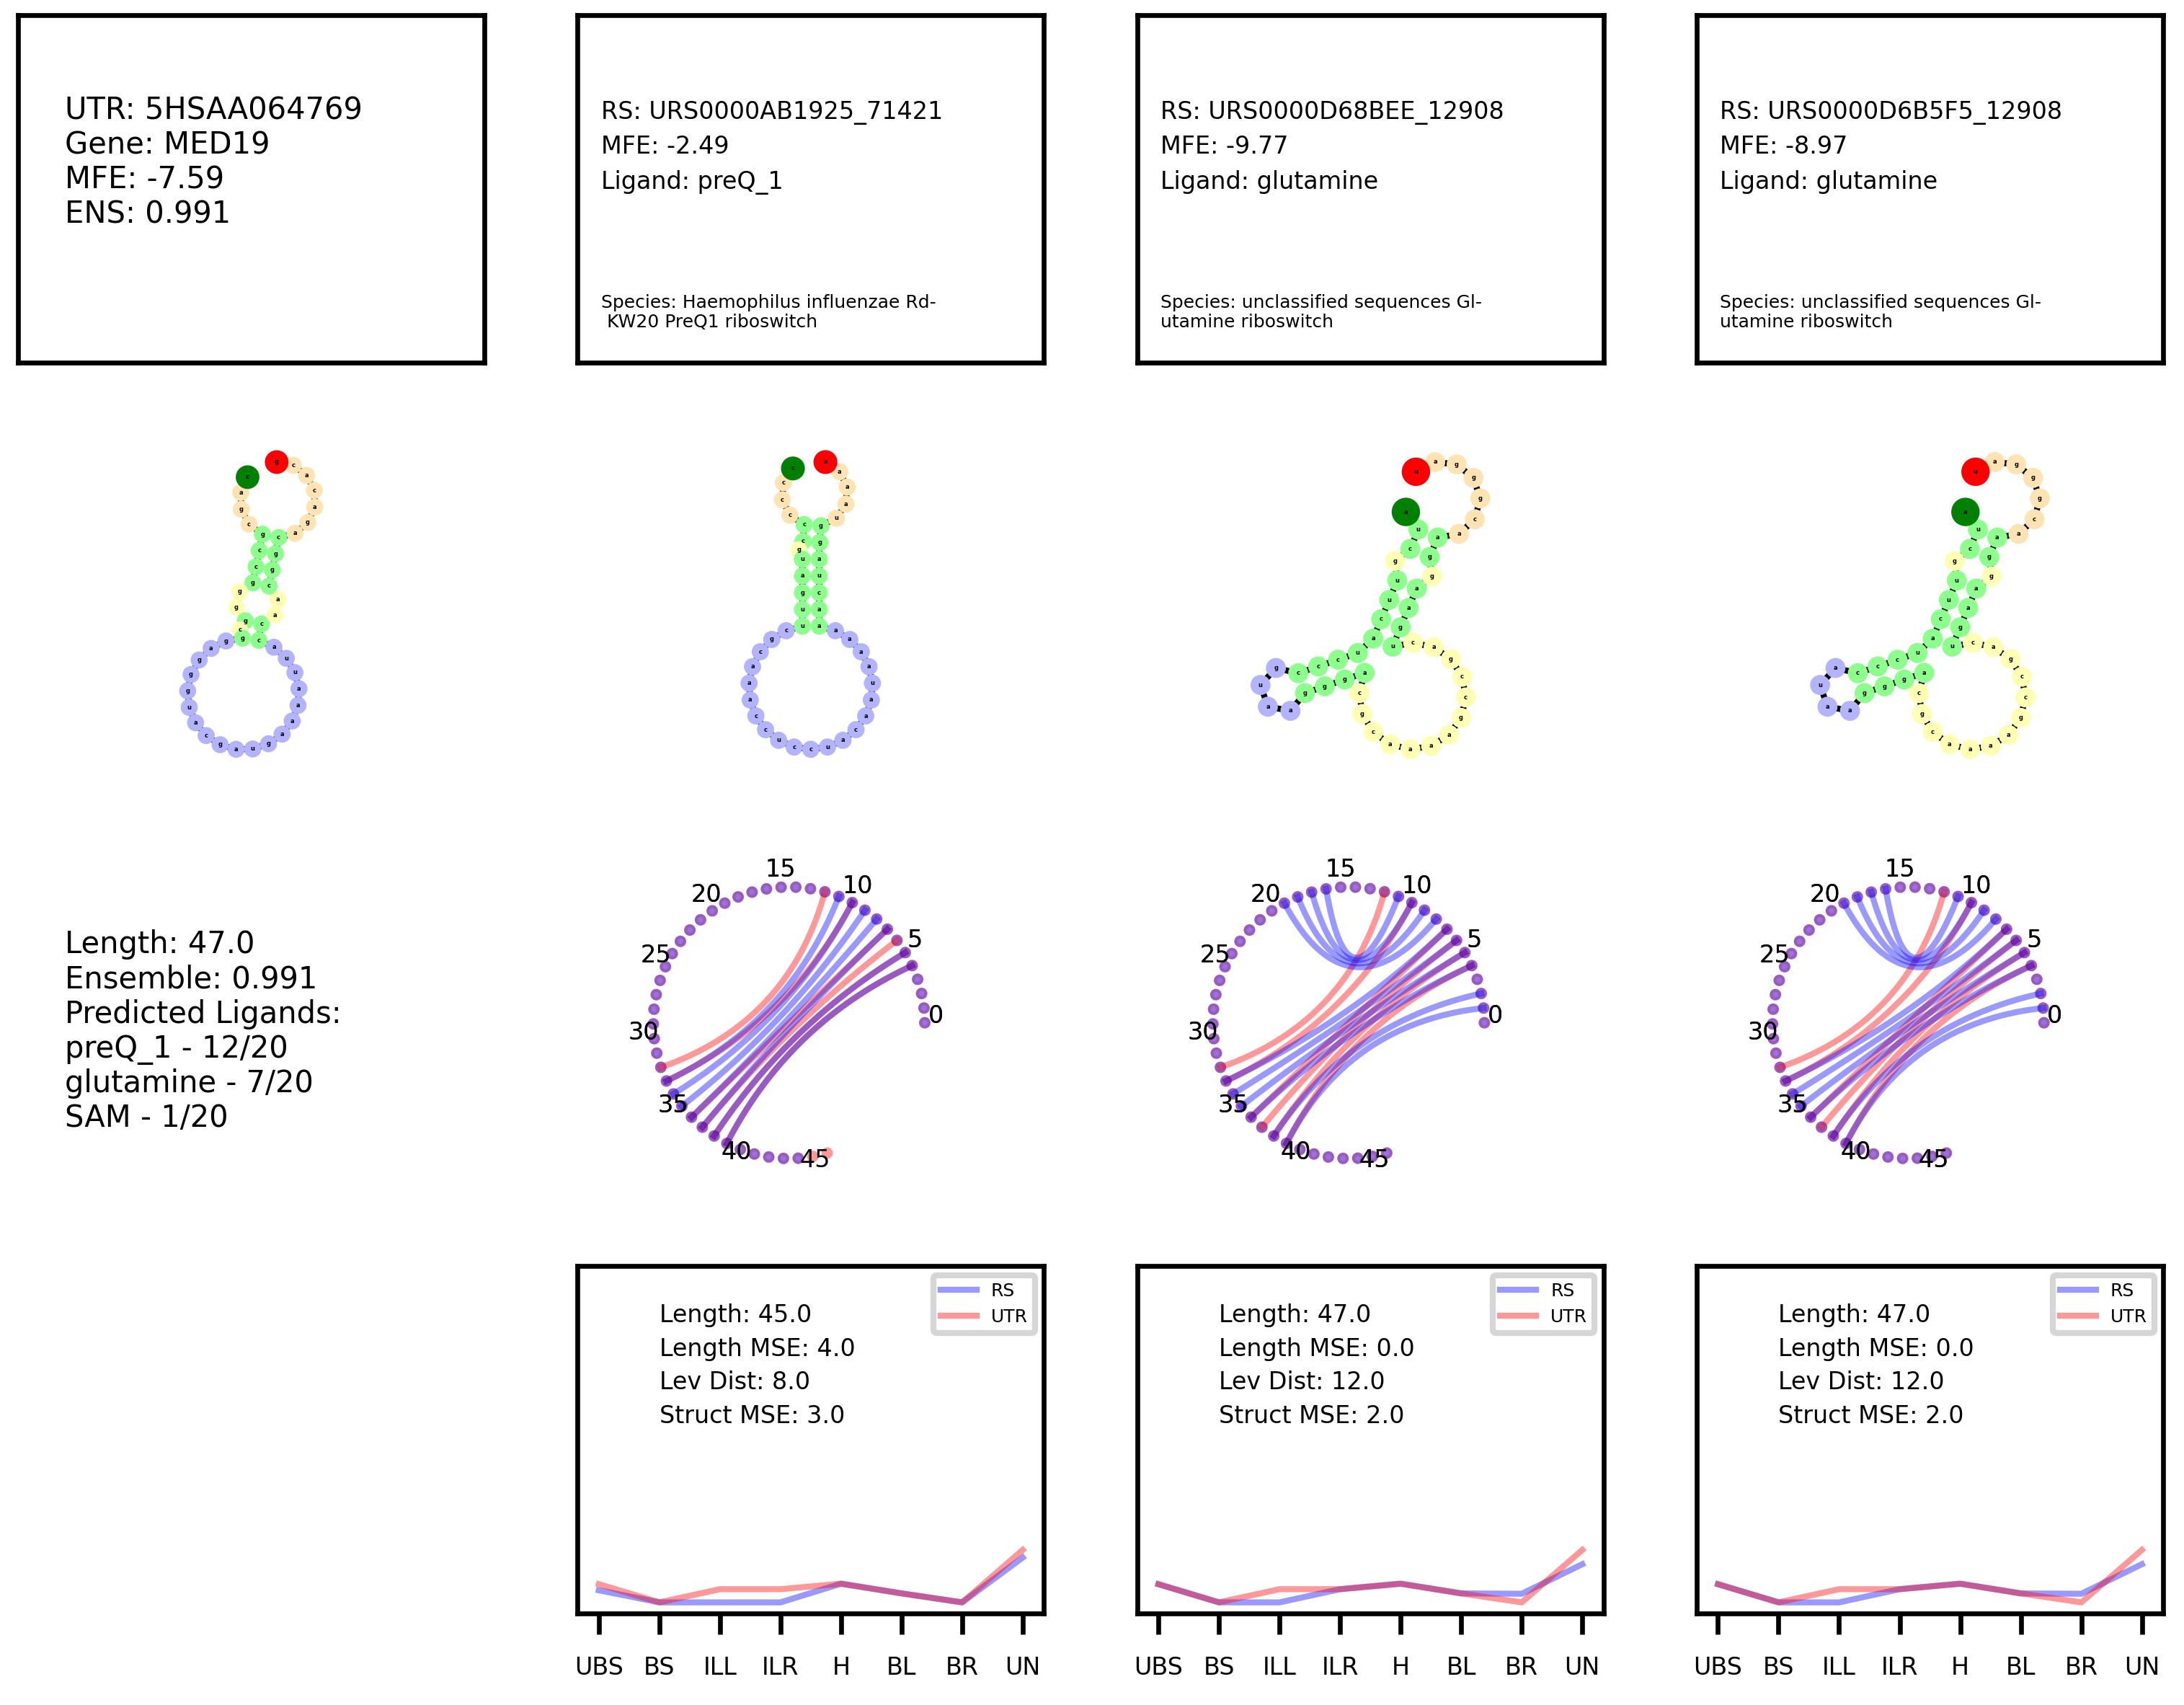 UTR: 5HSAA064769
Gene: MED19
MFE: -7.59
ENS: 0.991
RS: URS0000AB1925_71421
MFE: -2.49
Ligand: preQ_1
Species: Haemophilus influenzae Rd-
KW20 PreQ1 riboswitch
RS: URS0000D68BEE_12908
MFE: -9.77
Ligand: glutamine
Species: unclassified sequences Gl-
utamine riboswitch
RS: URS0000D6B5F5_12908
MFE: -8.97
Ligand: glutamine
Species: unclassified sequences Gl-
utamine riboswitch
Length: 47.0
Ensemble: 0.991
Predicted Ligands:
preQ_1 - 12/20
glutamine - 7/20
SAM - 1/20
0
5
10
15
20
25
30
35
40
45
0
5
10
15
20
25
30
35
40
45
0
5
10
15
20
25
30
35
40
45
RS
UTR
Length: 45.0
Length MSE: 4.0
Lev Dist: 8.0
Struct MSE: 3.0
UBS BS ILL ILR H BL BR UN
RS
UTR
Length: 47.0
Length MSE: 0.0
Lev Dist: 12.0
Struct MSE: 2.0
UBS BS ILL ILR H BL BR UN
RS
UTR
Length: 47.0
Length MSE: 0.0
Lev Dist: 12.0
Struct MSE: 2.0
UBS BS ILL ILR H BL BR UN